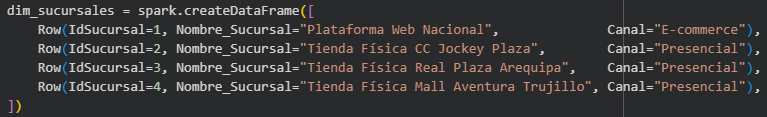 dim_sucursales = spark.createDataFrame([
    Row(IdSucursal=1, Nombre_Sucursal="Plataforma Web Nacional",              Canal="E-commerce"),
    Row(IdSucursal=2, Nombre_Sucursal="Tienda Física CC Jockey Plaza",        Canal="Presencial"),
    Row(IdSucursal=3, Nombre_Sucursal="Tienda Física Real Plaza Arequipa",    Canal="Presencial"),
    Row(IdSucursal=4, Nombre_Sucursal="Tienda Física Mall Aventura Trujillo", Canal="Presencial"),
])